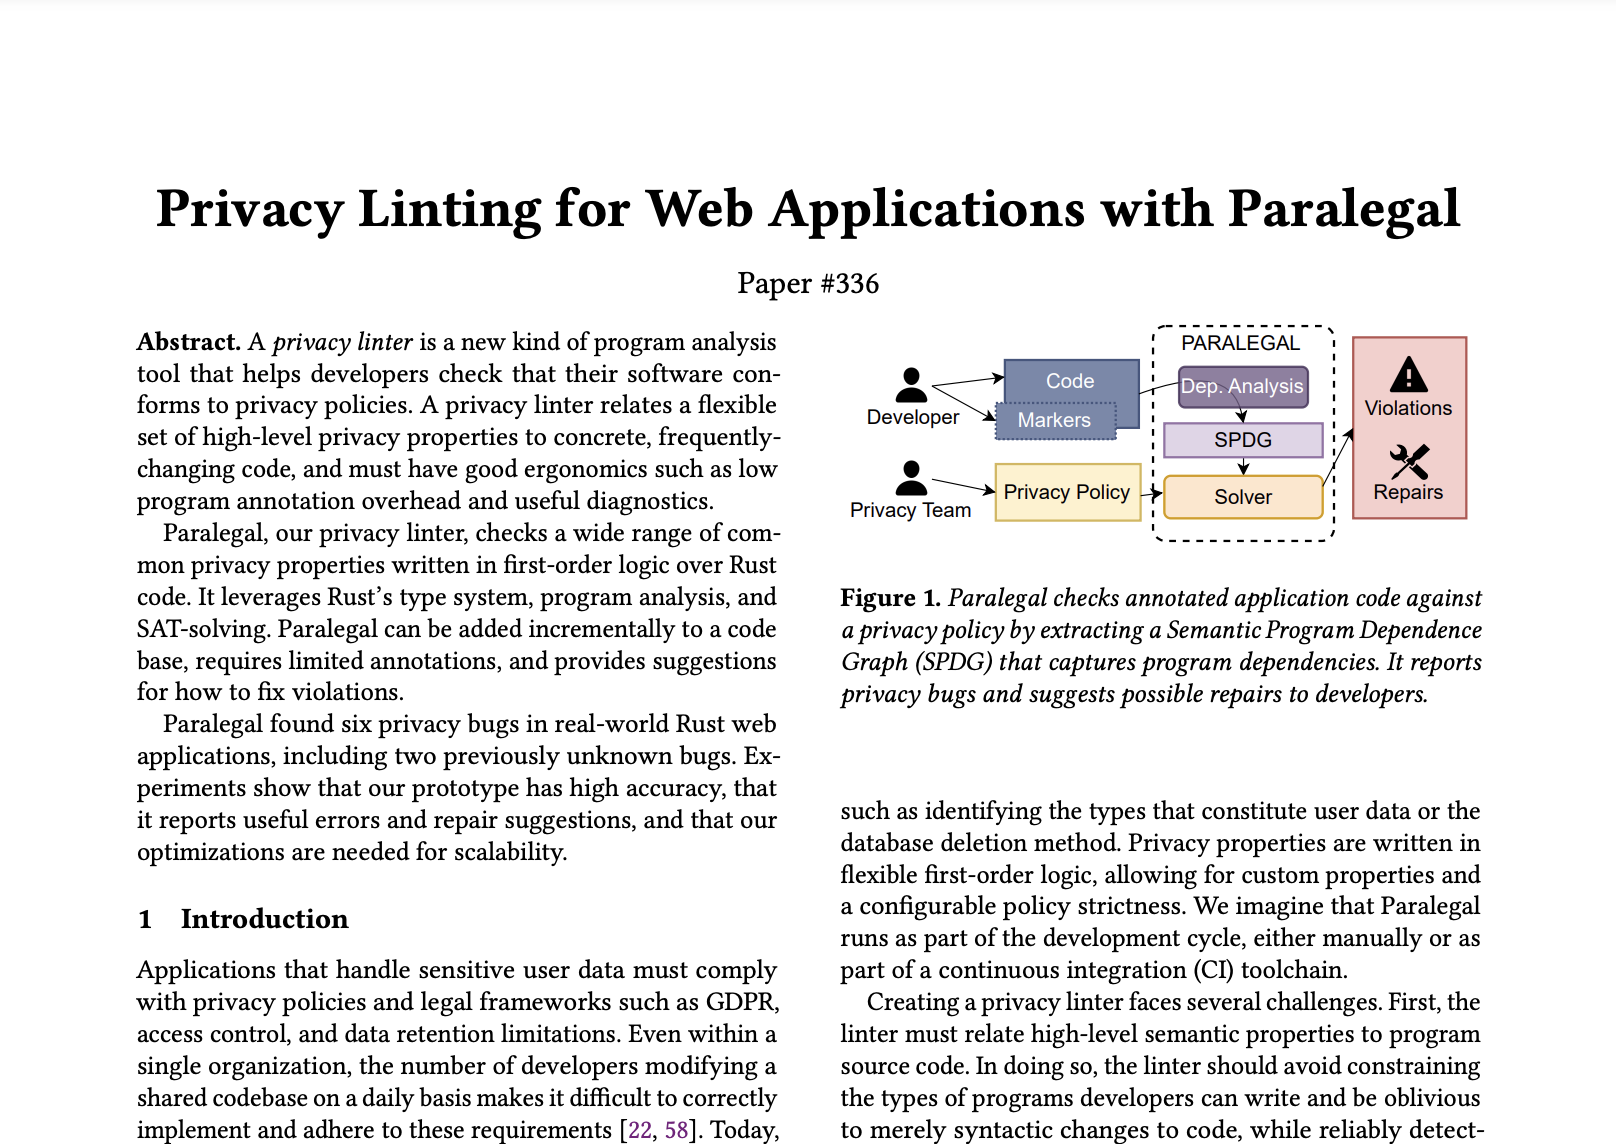 Privacy Linting for Web Applications with Paralegal
Paper #336
Abstract. A privacy linter is a new kind of program analysis
tool that helps developers check that their software con-
forms to privacy policies. A privacy linter relates a flexible
set of high-level privacy properties to concrete, frequently-
changing code, and must have good ergonomics such as low
program annotation overhead and useful diagnostics.
Paralegal, our privacy linter, checks a wide range of com-
mon privacy properties written in first-order logic over Rust
code. It leverages Rust’s type system, program analysis, and
SAT-solving. Paralegal can be added incrementally to a code
base, requires limited annotations, and provides suggestions
for how to fix violations.
Paralegal found six privacy bugs in real-world Rust web
applications, including two previously unknown bugs. Ex-
periments show that our prototype has high accuracy, that
it reports useful errors and repair suggestions, and that our
optimizations are needed for scalability.
1 Introduction
Applications that handle sensitive user data must comply
with privacy policies and legal frameworks such as GDPR,
access control, and data retention limitations. Even within a
single organization, the number of developers modifying a
shared codebase on a daily basis makes it difficult to correctly
implement and adhere to these requirements [22, 58]. Today,
Developer
Privacy Team
Code
Markers
Privacy Policy
PARALEGAL
Dep. Analysis
SPDG
Solver
Violations
Repairs
Figure 1. Paralegal checks annotated application code against
a privacy policy by extracting a Semantic Program Dependence
Graph (SPDG) that captures program dependencies. It reports
privacy bugs and suggests possible repairs to developers.
such as identifying the types that constitute user data or the
database deletion method. Privacy properties are written in
flexible first-order logic, allowing for custom properties and
a configurable policy strictness. We imagine that Paralegal
runs as part of the development cycle, either manually or as
part of a continuous integration (CI) toolchain.
Creating a privacy linter faces several challenges. First, the
linter must relate high-level semantic properties to program
source code. In doing so, the linter should avoid constraining
the types of programs developers can write and be oblivious
to merely syntactic changes to code, while reliably detect-